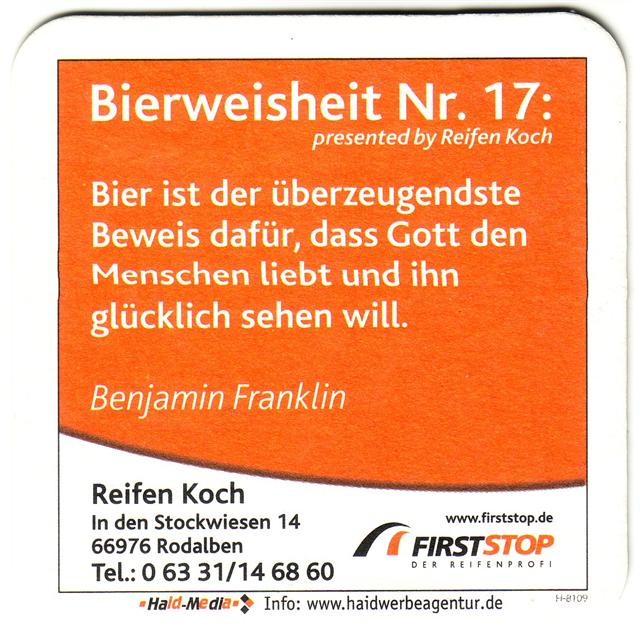 Bierweisheit Nr. 17:
presented by Reifen Koch
Bier ist der überzeugendste
Beweis dafür, dass Gott den
Menschen liebt und ihn
glücklich sehen will.
Benjamin Franklin
Reifen Koch
In den Stockwiesen 14
66976 Rodalben
Tel.: 0 63 31/14 68 60
www.firststop.de
FIRSTSTOP
DER REIFENPROFI
Haid-Media Info: www.haidwerbeagentur.de
H-8109